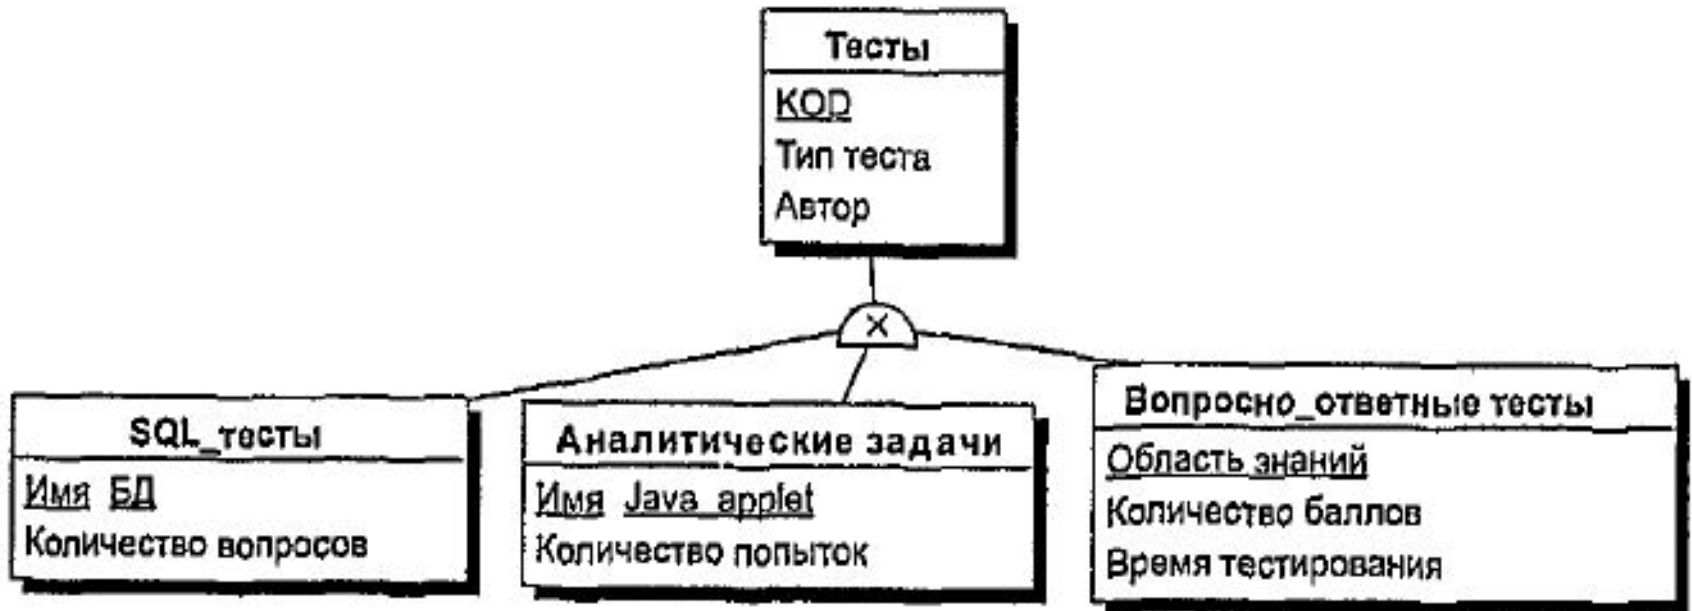 Тесты
KOD
Тип теста
Автор
X
SQL_тесты
Имя БД
Количество вопросов
Аналитические задачи
Имя Java_applet
Количество попыток
Вопросно_ответные тесты
Область знаний
Количество баллов
Время тестирования